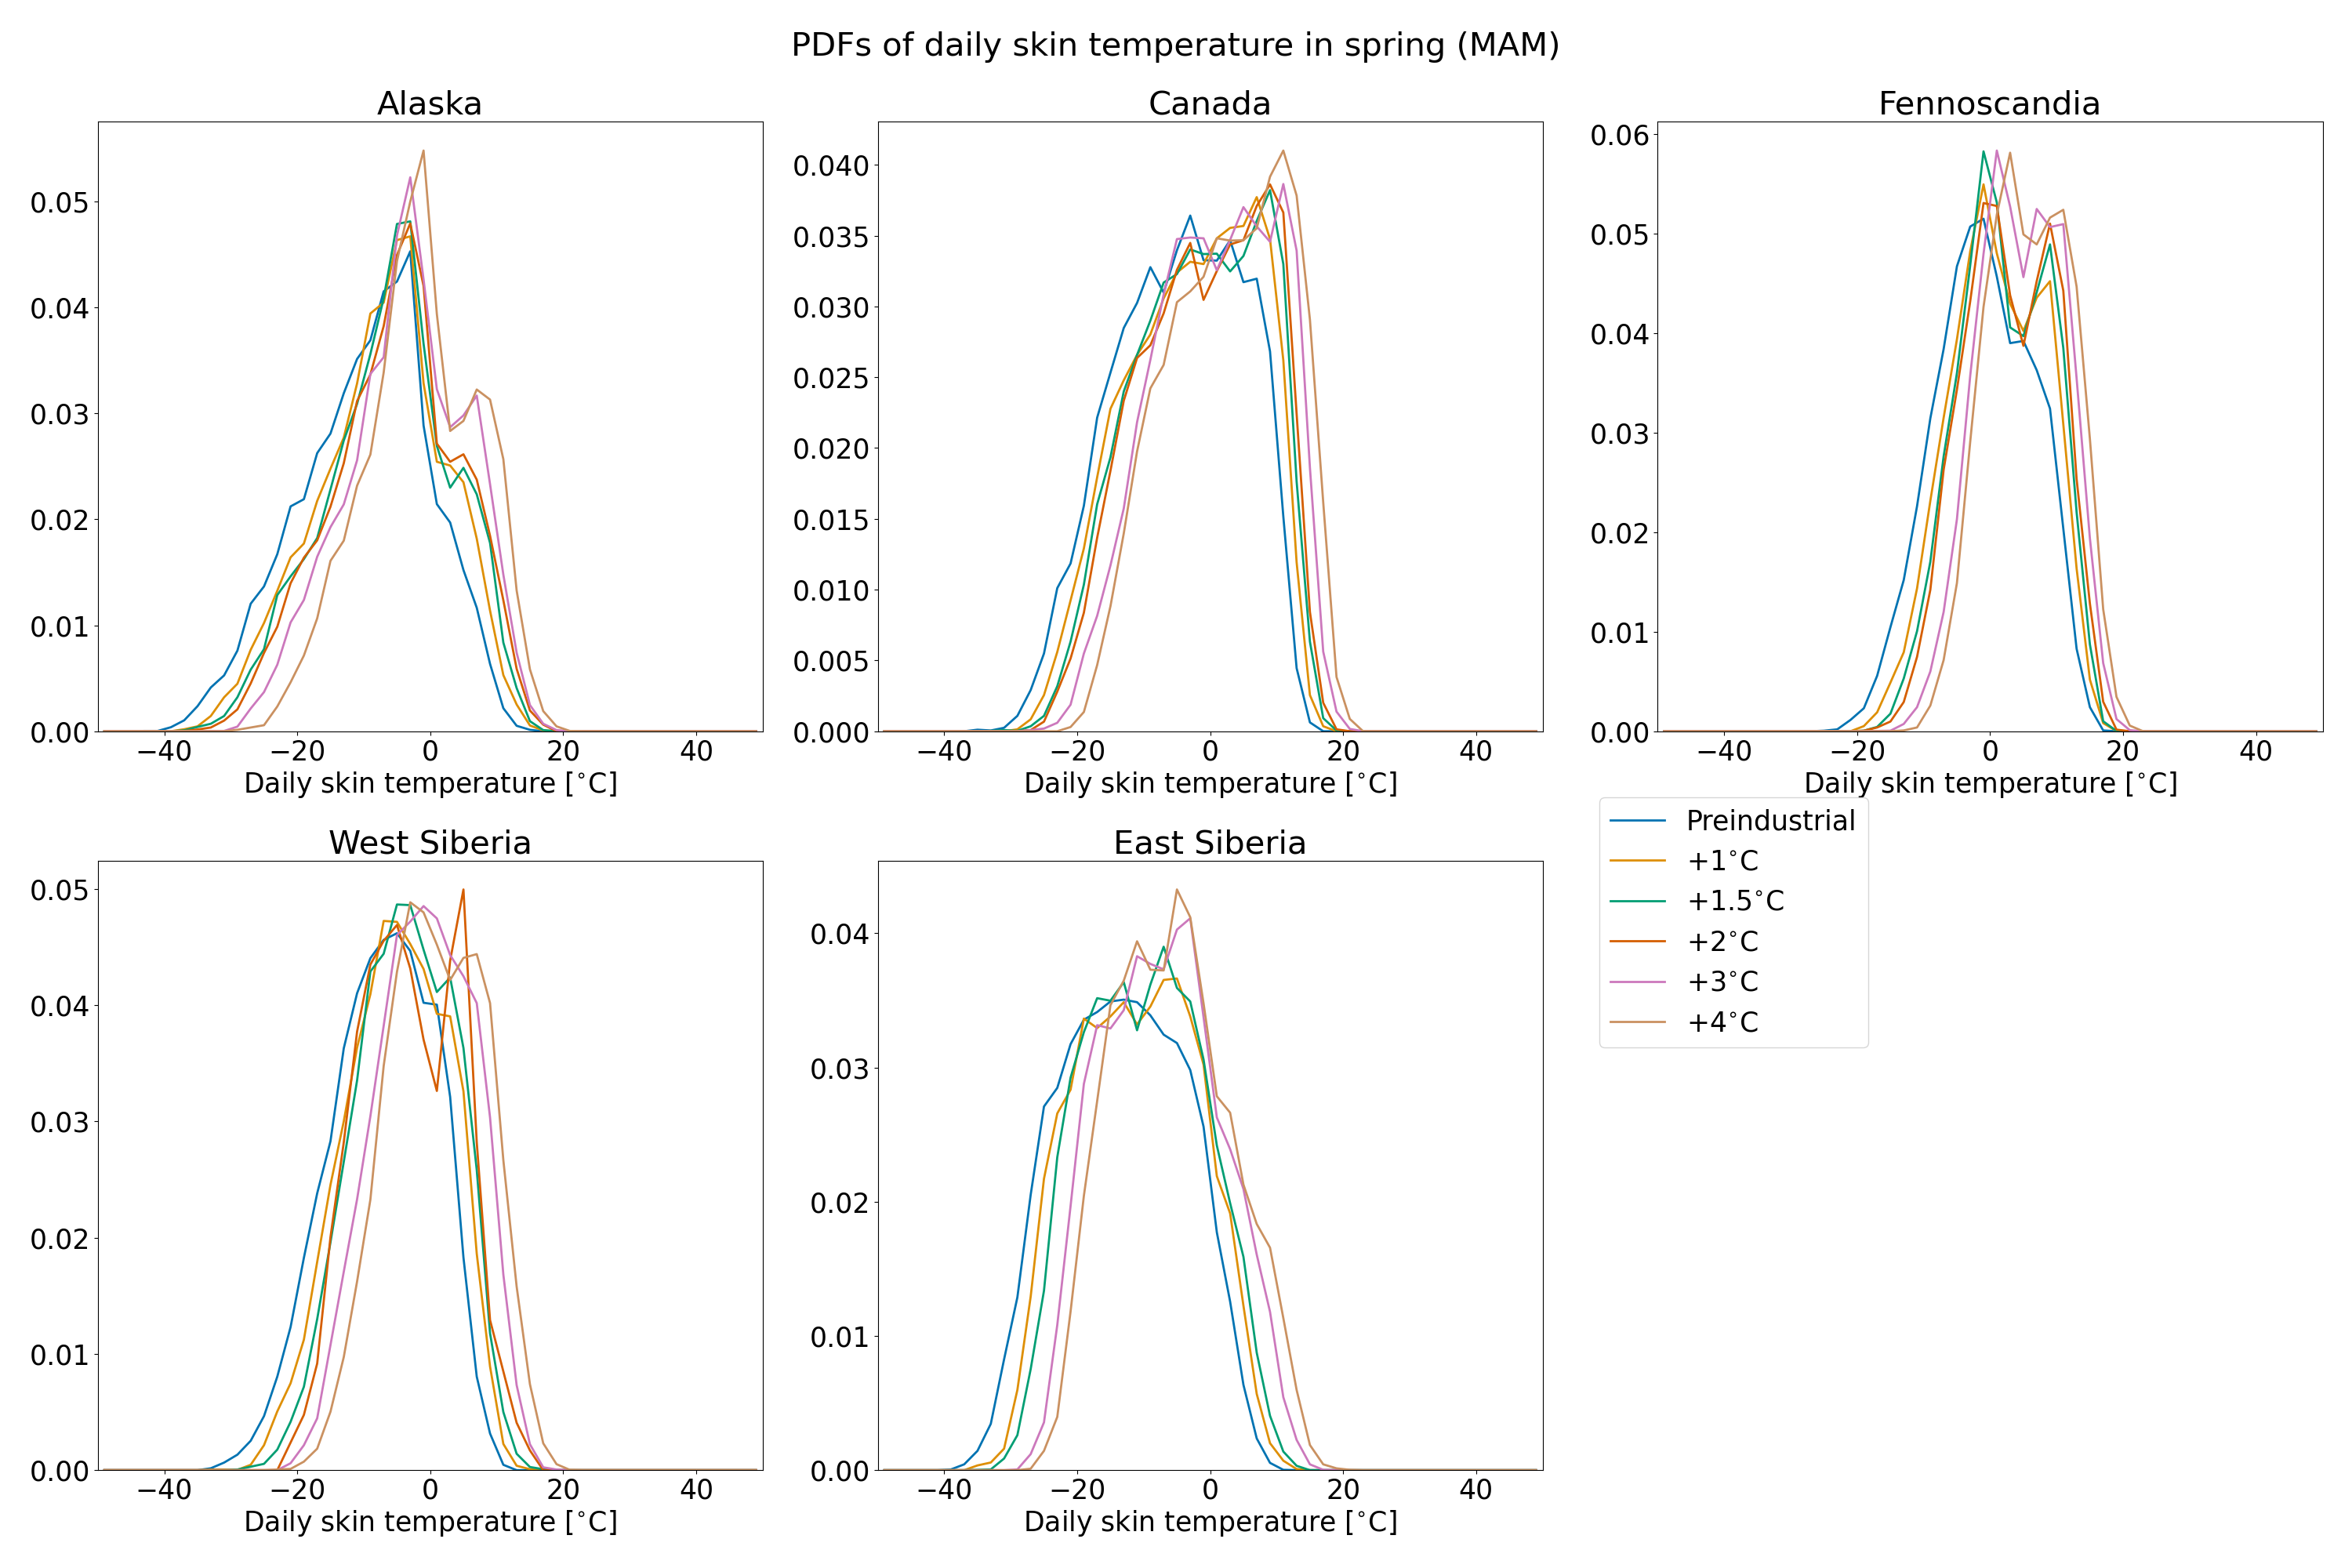 PDFs of daily skin temperature in spring (MAM)
Alaska
0.05
0.04
0.03
0.02
0.01
0.00
−40 −20 0 20 40
Daily skin temperature [°C]
Canada
0.040
0.035
0.030
0.025
0.020
0.015
0.010
0.005
0.000
−40 −20 0 20 40
Daily skin temperature [°C]
Fennoscandia
0.06
0.05
0.04
0.03
0.02
0.01
0.00
−40 −20 0 20 40
Daily skin temperature [°C]
West Siberia
0.05
0.04
0.03
0.02
0.01
0.00
−40 −20 0 20 40
Daily skin temperature [°C]
East Siberia
0.04
0.03
0.02
0.01
0.00
−40 −20 0 20 40
Daily skin temperature [°C]
Preindustrial
+1°C
+1.5°C
+2°C
+3°C
+4°C